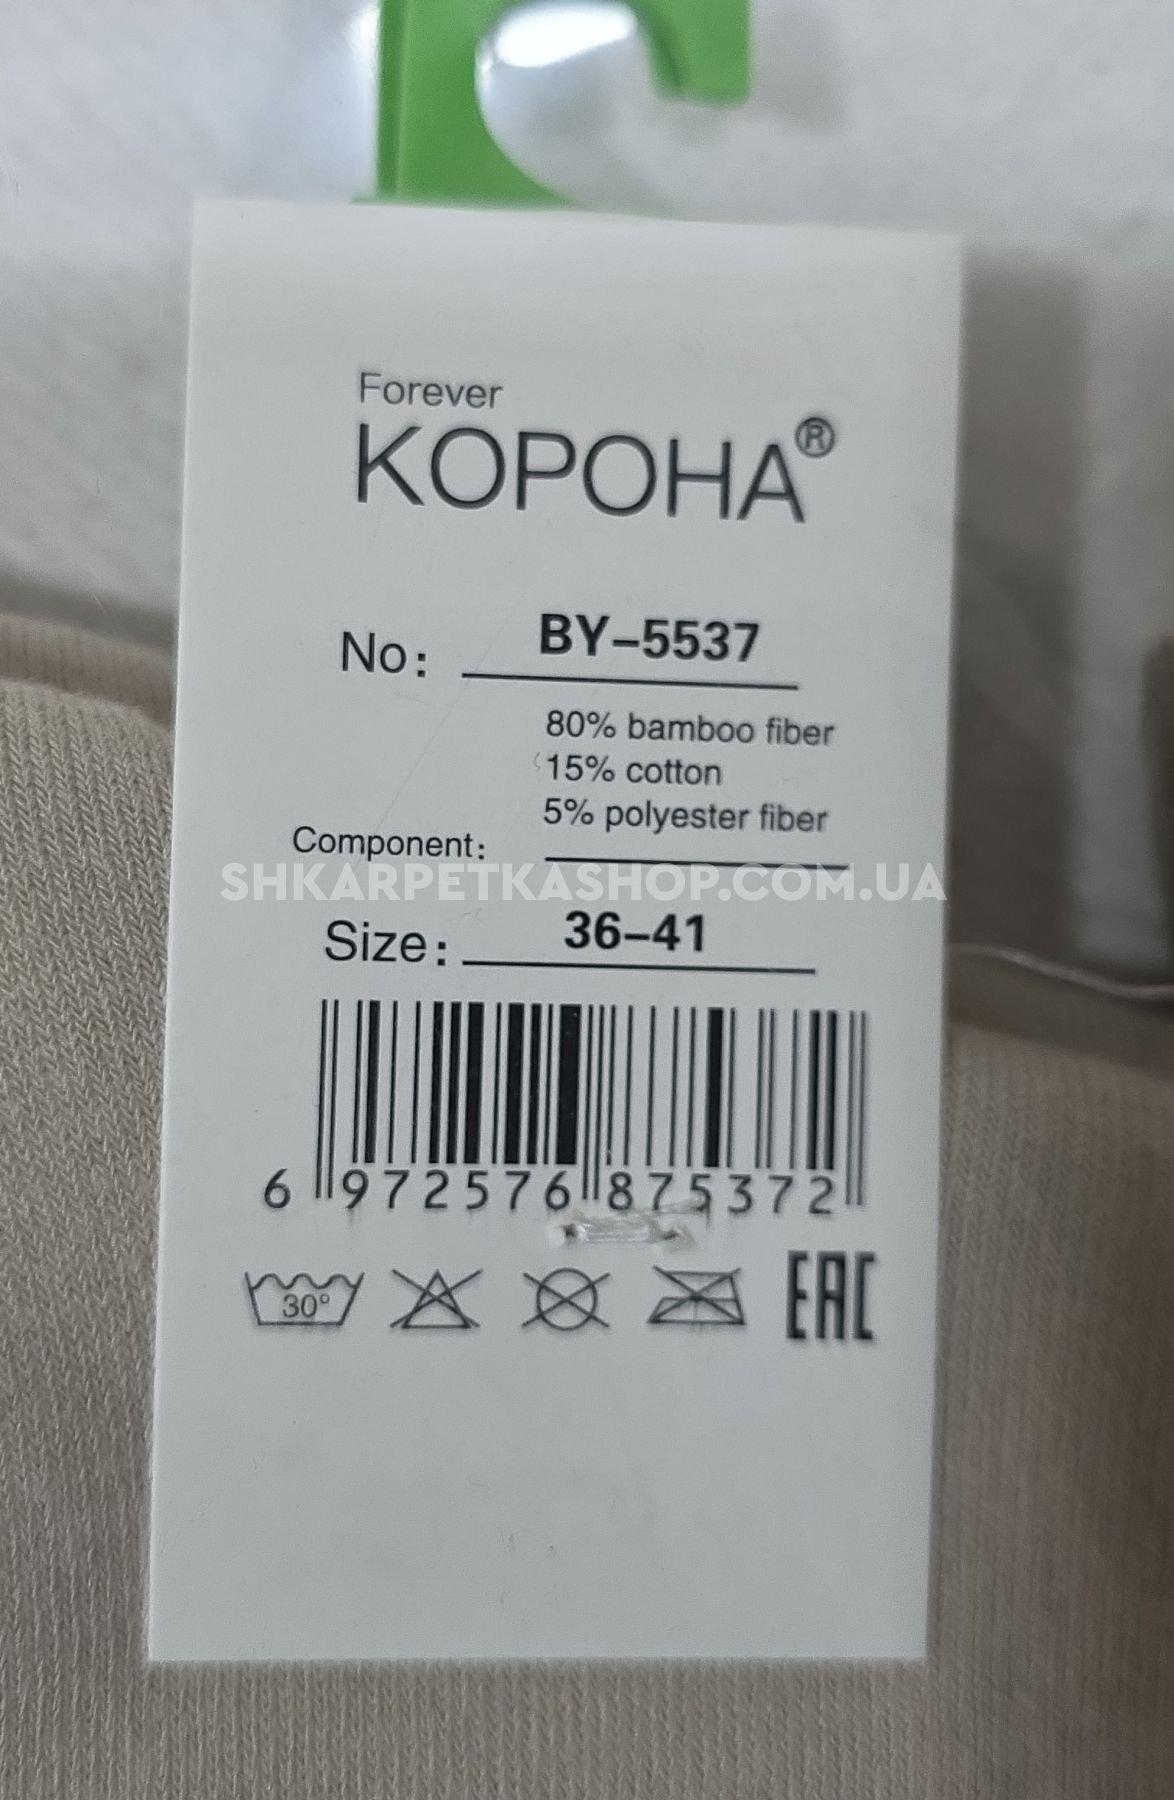 Forever
КОРОНА®
No: BY-5537
80% bamboo fiber
15% cotton
5% polyester fiber
Component:
SHKARPETKASHOP.COM.UA
Size: 36-41
6 972576 875372
30° EAC